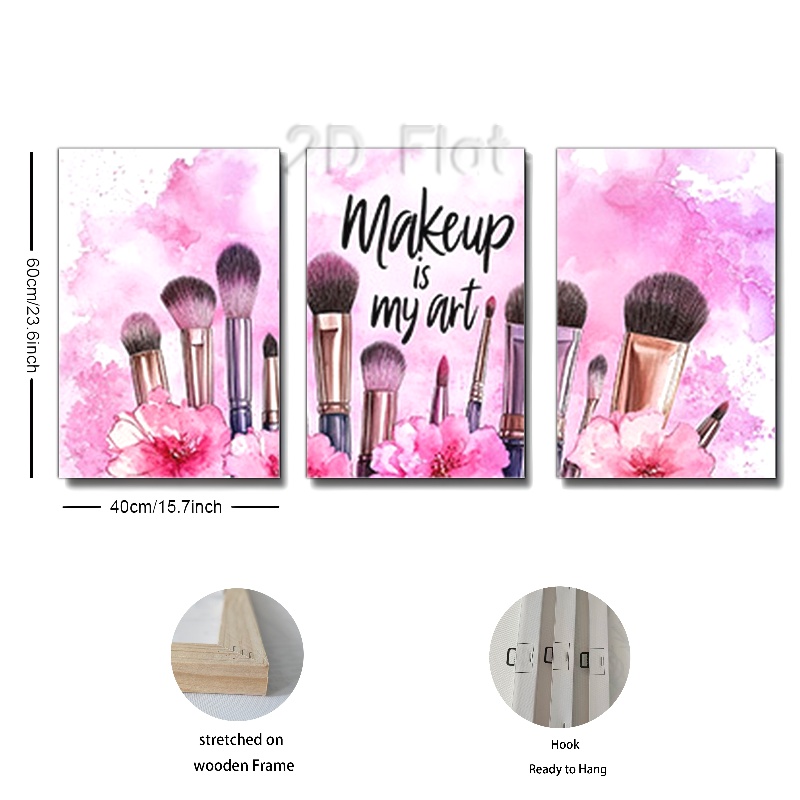 2D Flat
Makeup
is
my art
60cm/23.6inch
40cm/15.7inch
stretched on
wooden Frame
Hook
Ready to Hang